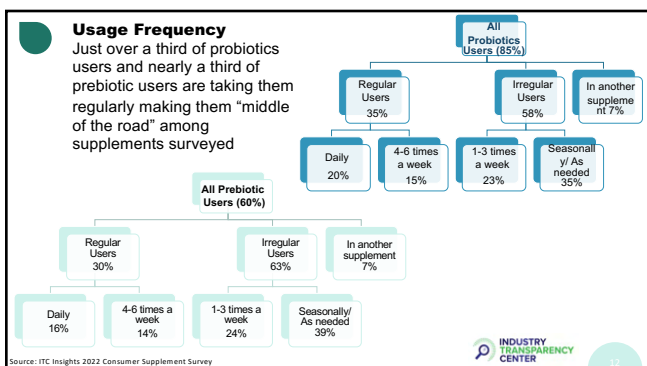 Usage Frequency
Just over a third of probiotics
users and nearly a third of
prebiotic users are taking them
regularly making them “middle
of the road” among
supplements surveyed
All
Probiotics
Users (85%)
Regular
Users
35%
Irregular
Users
58%
In another
suppleme
nt 7%
Daily
20%
4-6 times
a week
15%
1-3 times
a week
23%
Seasonall
y/ As
needed
35%
All Prebiotic
Users (60%)
Regular
Users
30%
Irregular
Users
63%
In another
supplement
7%
Daily
16%
4-6 times a
week
14%
1-3 times a
week
24%
Seasonally/
As needed
39%
Source: ITC Insights 2022 Consumer Supplement Survey
INDUSTRY
TRANSPARENCY
CENTER
12